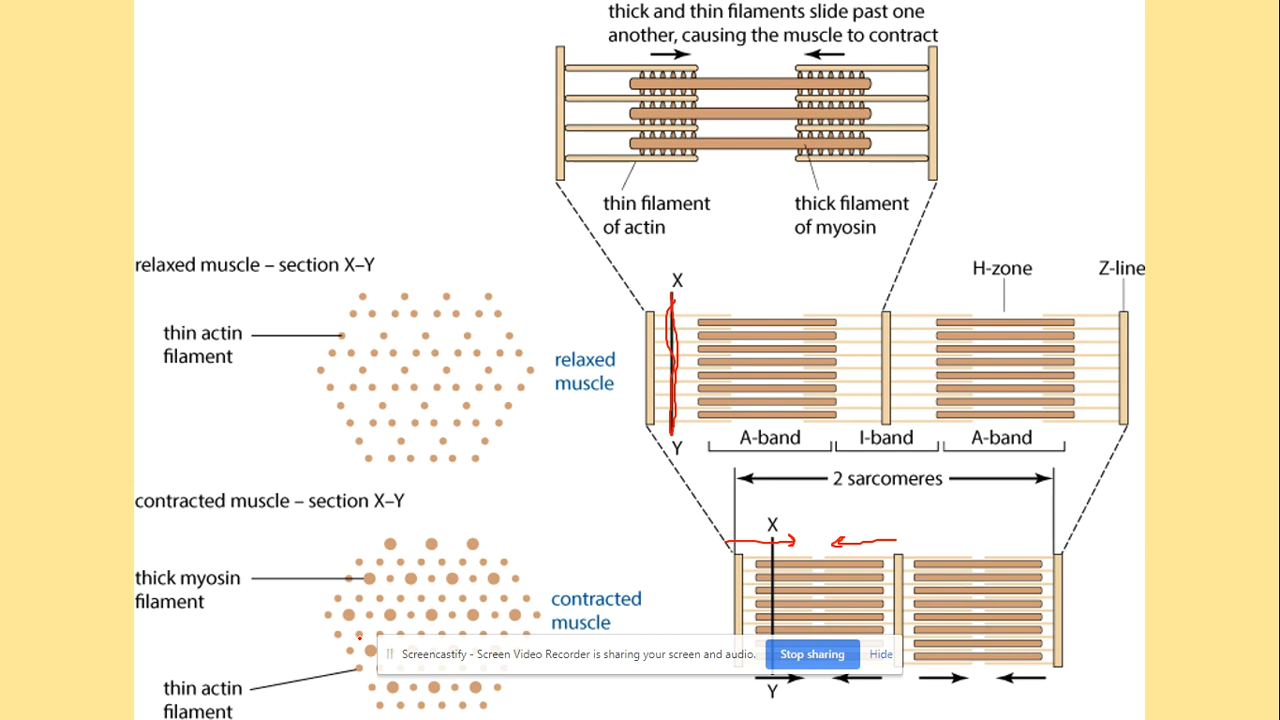 thick and thin filaments slide past one
another, causing the muscle to contract
thin filament
of actin
thick filament
of myosin
relaxed muscle – section X–Y
thin actin
filament
relaxed
muscle
X
H-zone
Z-line
Y
A-band
I-band
A-band
2 sarcomeres
contracted muscle – section X–Y
thick myosin
filament
thin actin
filament
contracted
muscle
X
Y
Screencastify - Screen Video Recorder is sharing your screen and audio.
Stop sharing
Hide